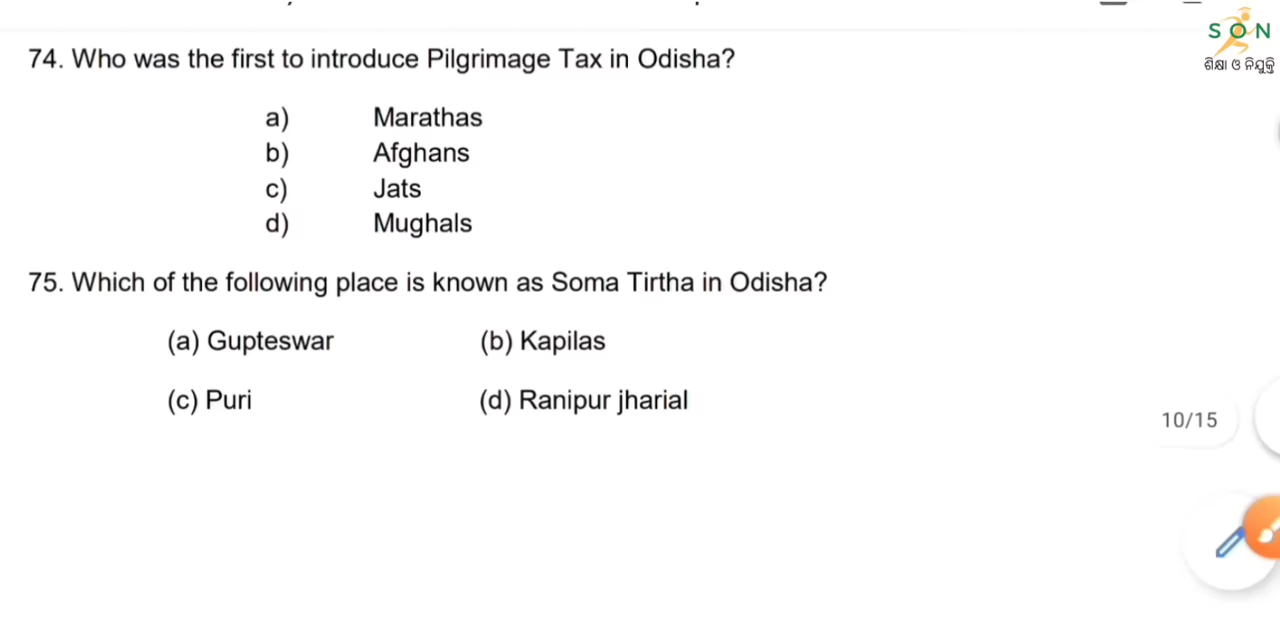 S O N
ଶିକ୍ଷା ଓ ନିଯୁକ୍ତି
74. Who was the first to introduce Pilgrimage Tax in Odisha?
a) Marathas
b) Afghans
c) Jats
d) Mughals
75. Which of the following place is known as Soma Tirtha in Odisha?
(a) Gupteswar (b) Kapilas
(c) Puri (d) Ranipur jharial
10/15